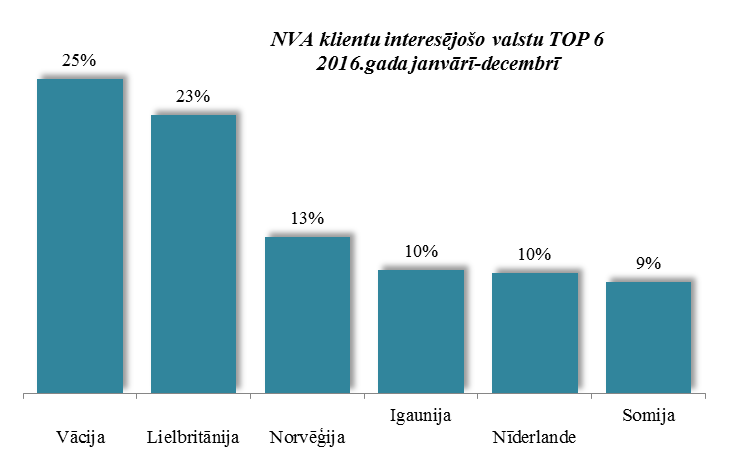 NVA klientu interesējošo valstu TOP 6
2016.gada janvārī-decembrī
25%
23%
13%
10%
10%
9%
Vācija
Lielbritānija
Norvēģija
Igaunija
Nīderlande
Somija